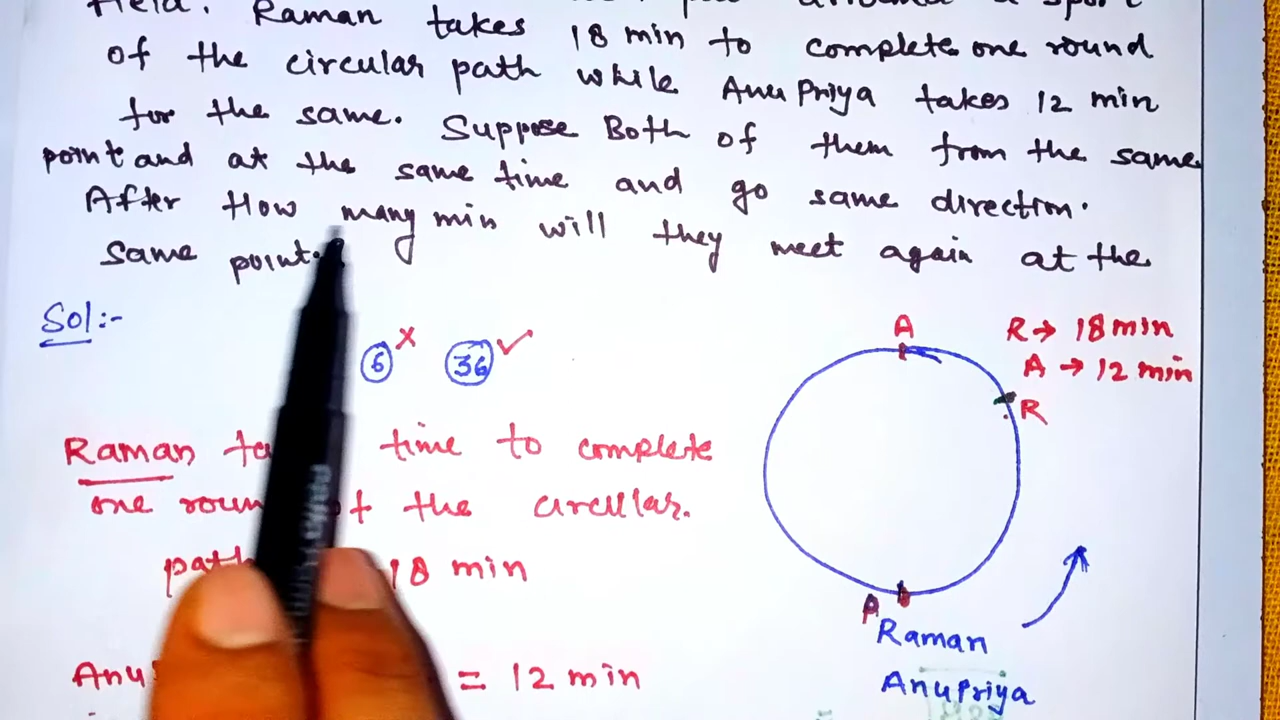 Field. Raman takes 18 min to complete one round
of the circular path while AnuPriya takes 12 min
for the same. Suppose Both of them from the same
point and at the same time and go same direction.
After How many min will they meet again at the
same point.
Sol:-
6 × 36 ✓
A
R → 18 min
A → 12 min
R
Raman time to complete
one the circular.
path 18 min
= 12 min
P
Raman
AnuPriya